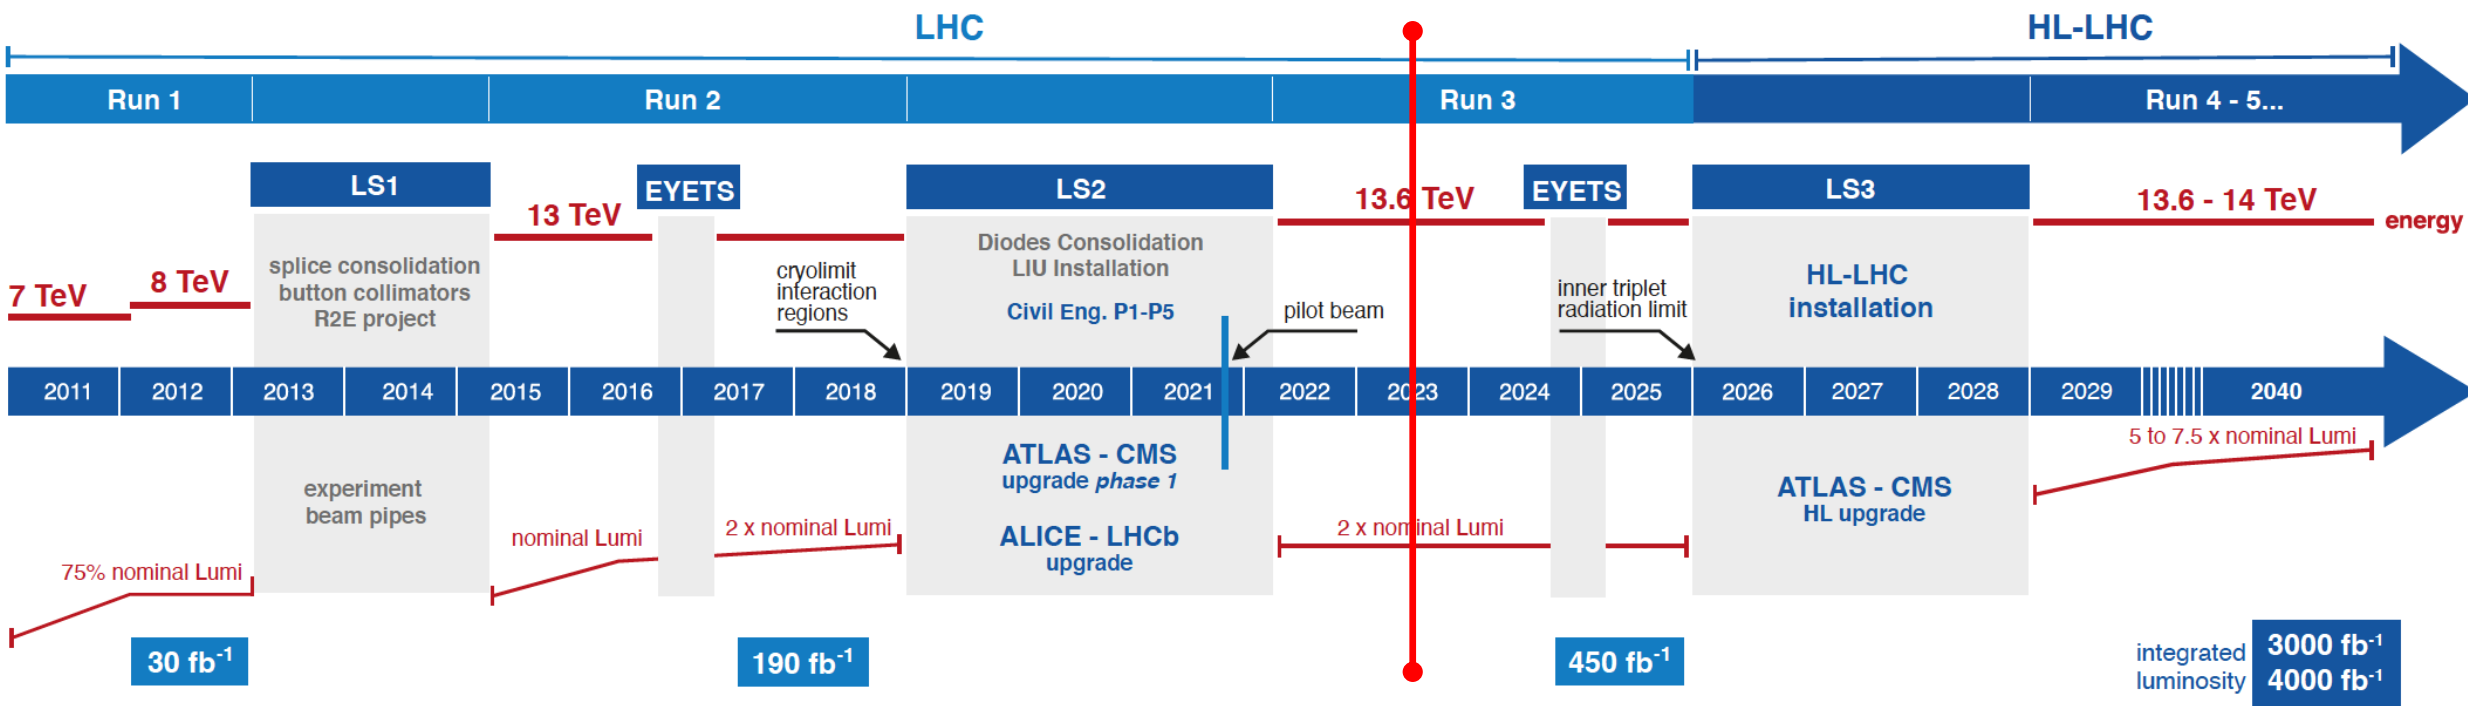 LHC
HL-LHC
Run 1
Run 2
Run 3
Run 4 - 5...
LS1
EYETS
LS2
EYETS
LS3
7 TeV
8 TeV
13 TeV
13.6 TeV
13.6 - 14 TeV
energy
splice consolidation
button collimators
R2E project
cryolimit
interaction
regions
Diodes Consolidation
LIU Installation
Civil Eng. P1-P5
pilot beam
inner triplet
radiation limit
HL-LHC
installation
2011 2012 2013 2014 2015 2016 2017 2018 2019 2020 2021 2022 2023 2024 2025 2026 2027 2028 2029 2040
experiment
beam pipes
ATLAS - CMS
upgrade phase 1
ALICE - LHCb
upgrade
ATLAS - CMS
HL upgrade
75% nominal Lumi
nominal Lumi
2 x nominal Lumi
2 x nominal Lumi
5 to 7.5 x nominal Lumi
30 fb⁻¹
190 fb⁻¹
450 fb⁻¹
integrated
luminosity
3000 fb⁻¹
4000 fb⁻¹